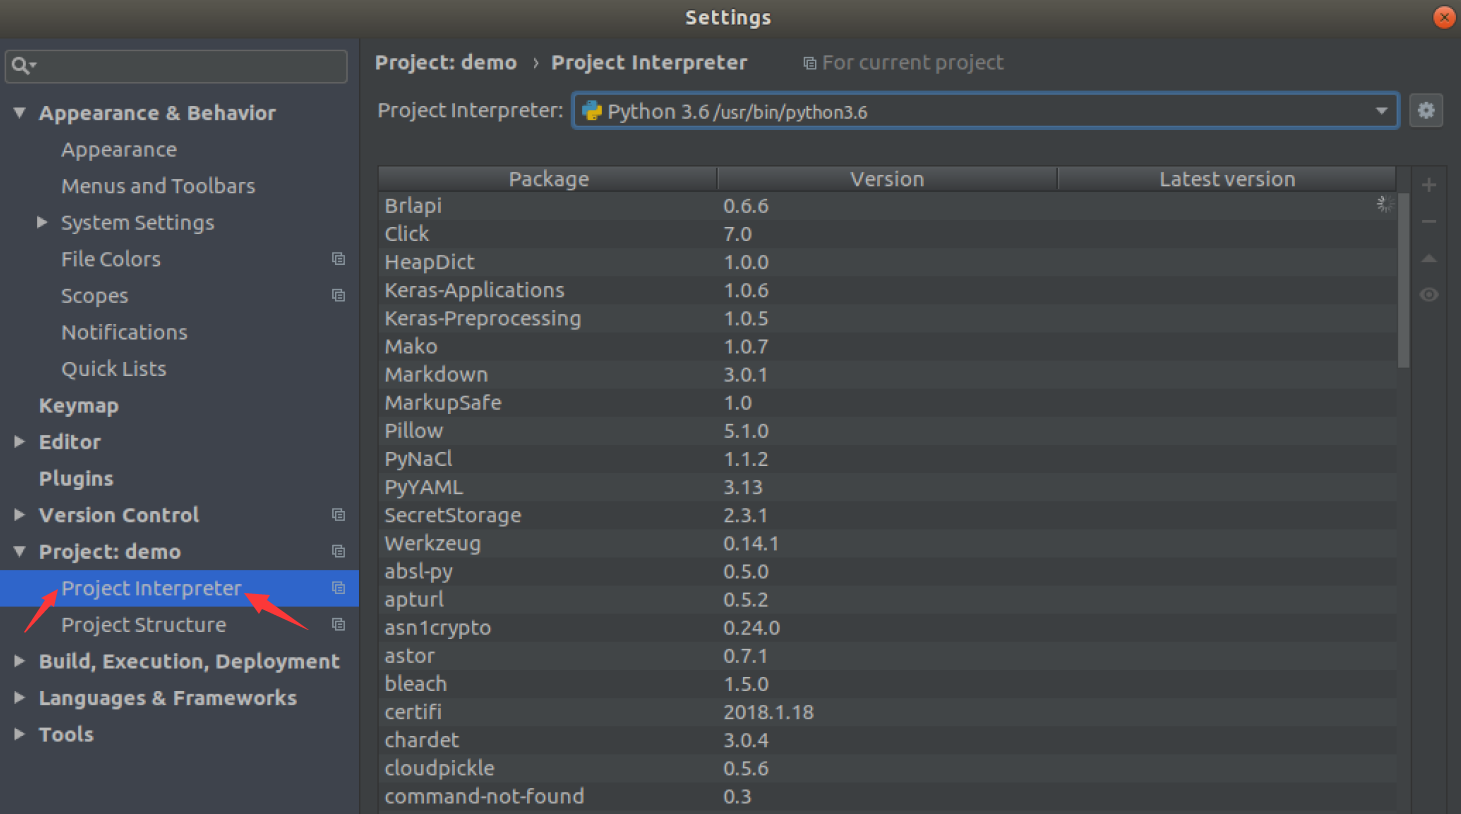 Settings
Appearance & Behavior
Appearance
Menus and Toolbars
System Settings
File Colors
Scopes
Notifications
Quick Lists
Keymap
Editor
Plugins
Version Control
Project: demo
Project Interpreter
Project Structure
Build, Execution, Deployment
Languages & Frameworks
Tools
Project: demo › Project Interpreter For current project
Project Interpreter: Python 3.6 /usr/bin/python3.6
Package Version Latest version
Brlapi 0.6.6
Click 7.0
HeapDict 1.0.0
Keras-Applications 1.0.6
Keras-Preprocessing 1.0.5
Mako 1.0.7
Markdown 3.0.1
MarkupSafe 1.0
Pillow 5.1.0
PyNaCl 1.1.2
PyYAML 3.13
SecretStorage 2.3.1
Werkzeug 0.14.1
absl-py 0.5.0
apturl 0.5.2
asn1crypto 0.24.0
astor 0.7.1
bleach 1.5.0
certifi 2018.1.18
chardet 3.0.4
cloudpickle 0.5.6
command-not-found 0.3